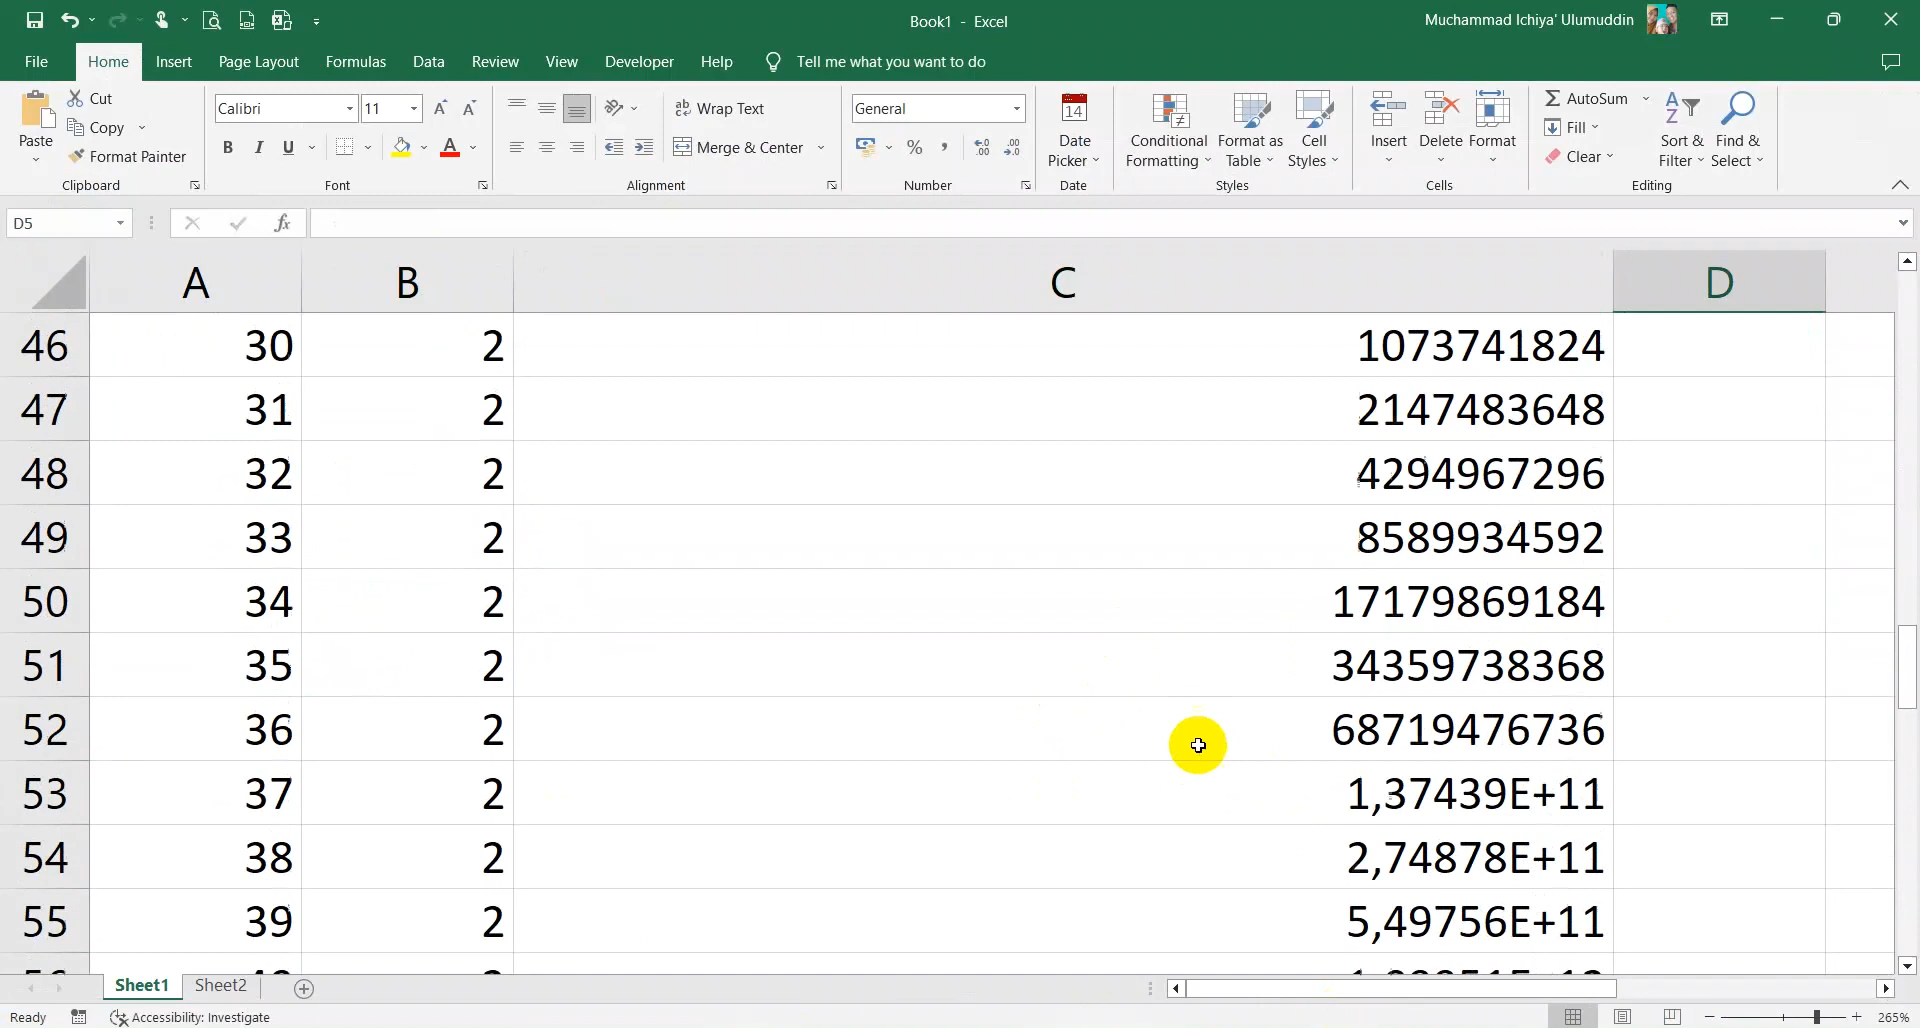 Book1 - Excel
Muchammad Ichiya' Ulumuddin
File Home Insert Page Layout Formulas Data Review View Developer Help Tell me what you want to do
Paste
Cut
Copy
Format Painter
Clipboard
Calibri 11
B I U
Font
Wrap Text
Merge & Center
Alignment
General
Number
14
Date Picker
Date
Conditional Formatting
Format as Table
Cell Styles
Styles
Insert Delete Format
Cells
AutoSum
Fill
Clear
Sort & Filter
Find & Select
Editing
D5
fx
A B C D
46 30 2 1073741824
47 31 2 2147483648
48 32 2 4294967296
49 33 2 8589934592
50 34 2 17179869184
51 35 2 34359738368
52 36 2 68719476736
53 37 2 1,37439E+11
54 38 2 2,74878E+11
55 39 2 5,49756E+11
Sheet1 Sheet2
Ready Accessibility: Investigate 265%